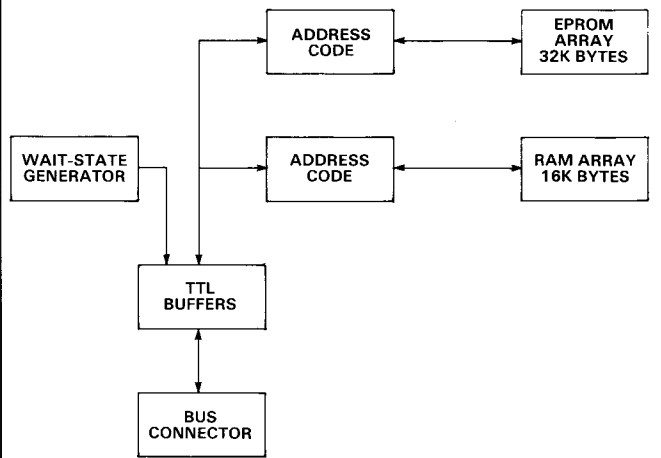 ADDRESS
CODE
EPROM
ARRAY
32K BYTES
WAIT-STATE
GENERATOR
ADDRESS
CODE
RAM ARRAY
16K BYTES
TTL
BUFFERS
BUS
CONNECTOR